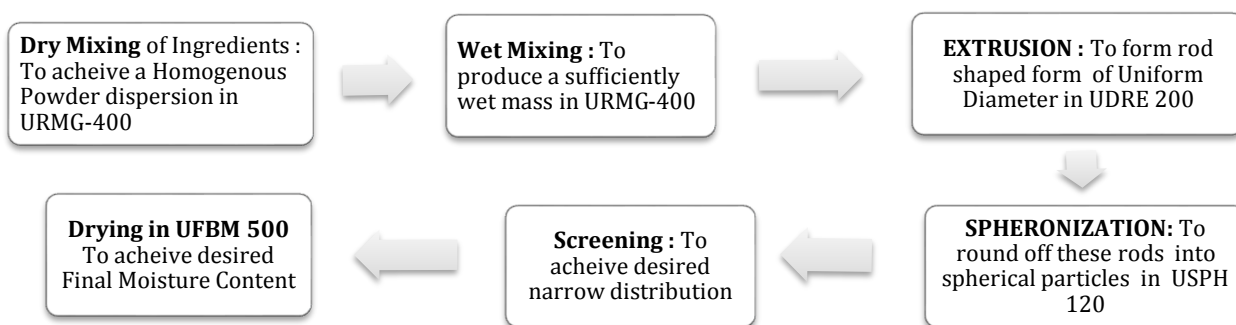 Dry Mixing of Ingredients :
To acheive a Homogenous
Powder dispersion in
URMG-400
Wet Mixing : To
produce a sufficiently
wet mass in URMG-400
EXTRUSION : To form rod
shaped form of Uniform
Diameter in UDRE 200
SPHERONIZATION: To
round off these rods into
spherical particles in USPH
120
Screening : To
acheive desired
narrow distribution
Drying in UFBM 500
To acheive desired
Final Moisture Content